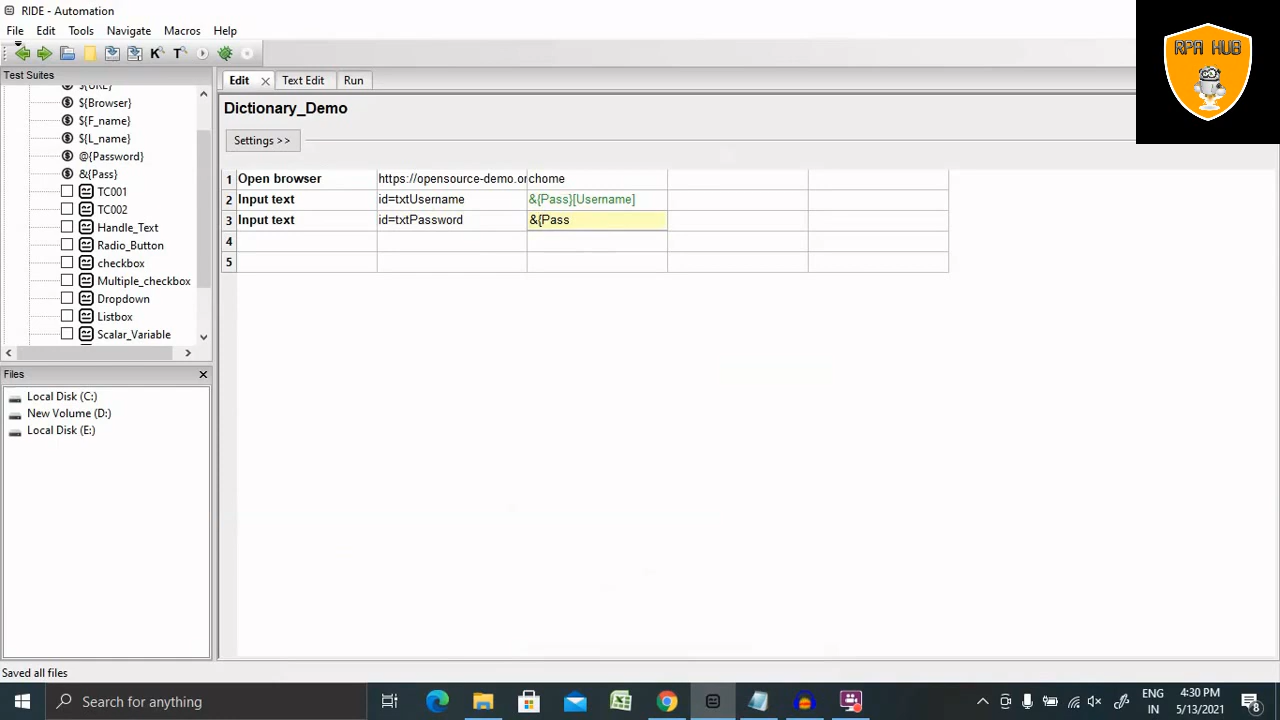 RIDE - Automation
File Edit Tools Navigate Macros Help
RPA HUB
Test Suites
Edit Text Edit Run
${URL}
${Browser}
${F_name}
${L_name}
@{Password}
&{Pass}
TC001
TC002
Handle_Text
Radio_Button
checkbox
Multiple_checkbox
Dropdown
Listbox
Scalar_Variable
Dictionary_Demo
Settings >>
1 Open browser https://opensource-demo.or chome
2 Input text id=txtUsername &{Pass}[Username]
3 Input text id=txtPassword &{Pass
4
5
Files
Local Disk (C:)
New Volume (D:)
Local Disk (E:)
Saved all files
Search for anything
ENG
IN
4:30 PM
5/13/2021
8